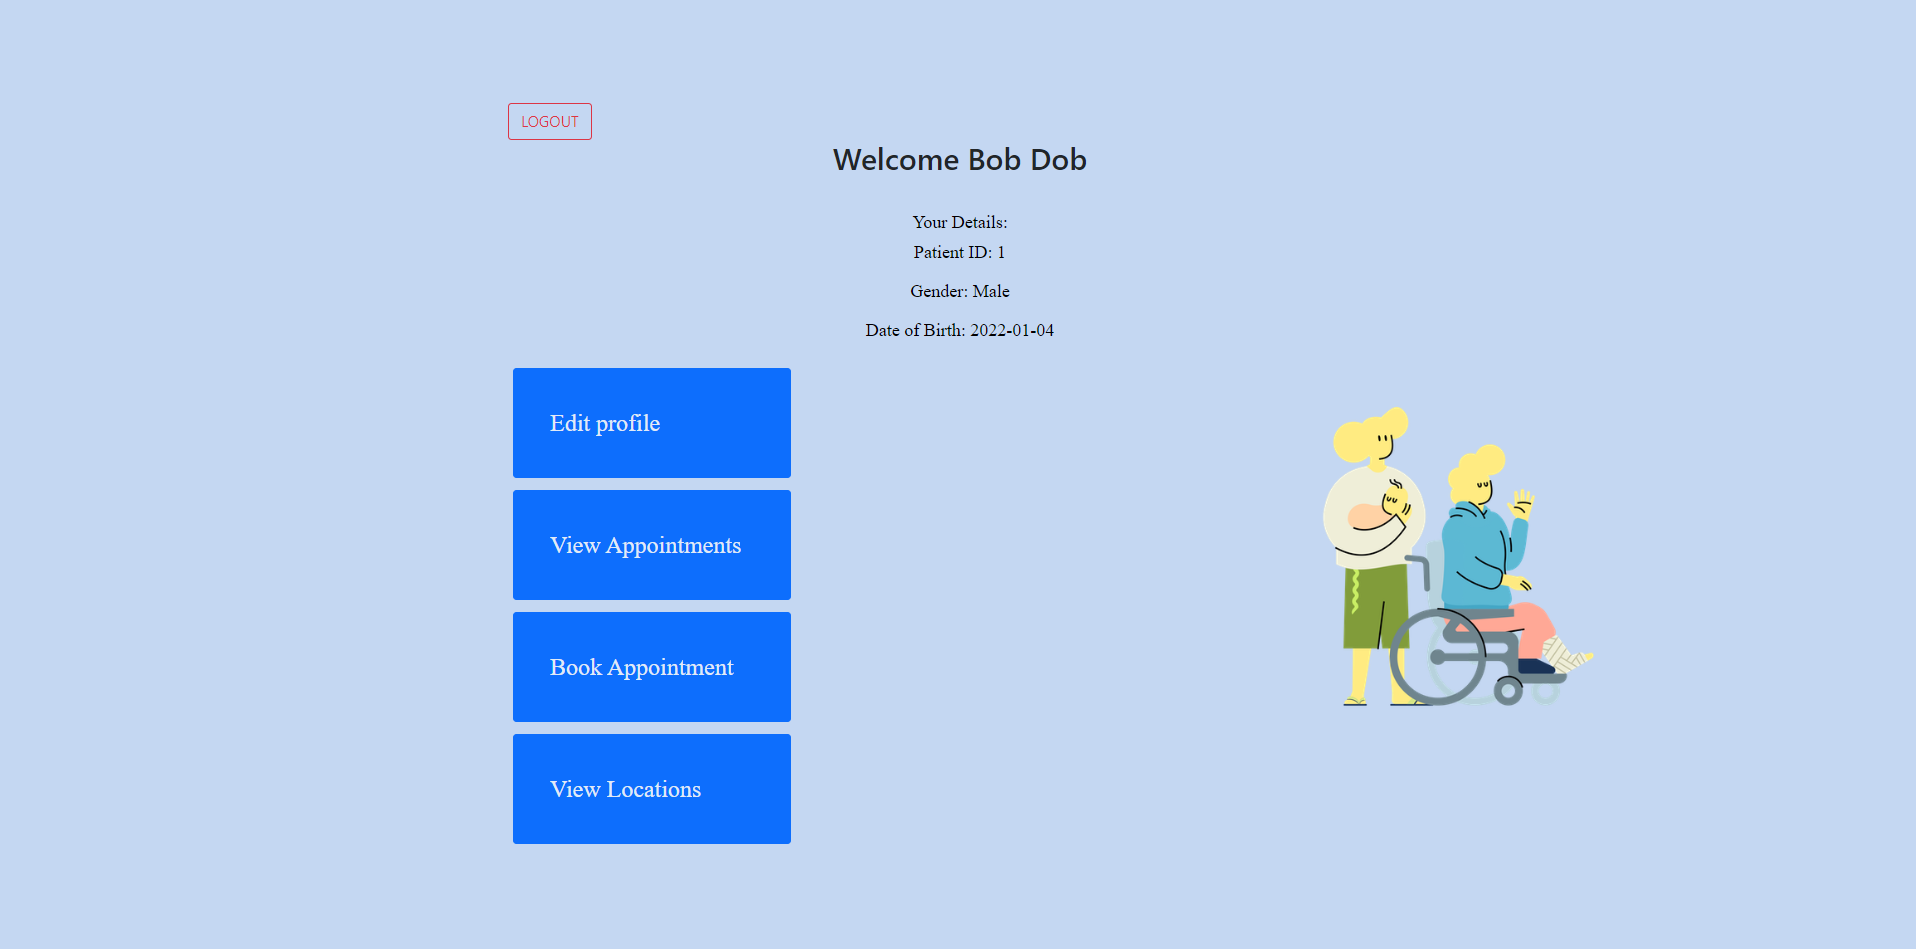 LOGOUT
Welcome Bob Dob
Your Details:
Patient ID: 1
Gender: Male
Date of Birth: 2022-01-04
Edit profile
View Appointments
Book Appointment
View Locations